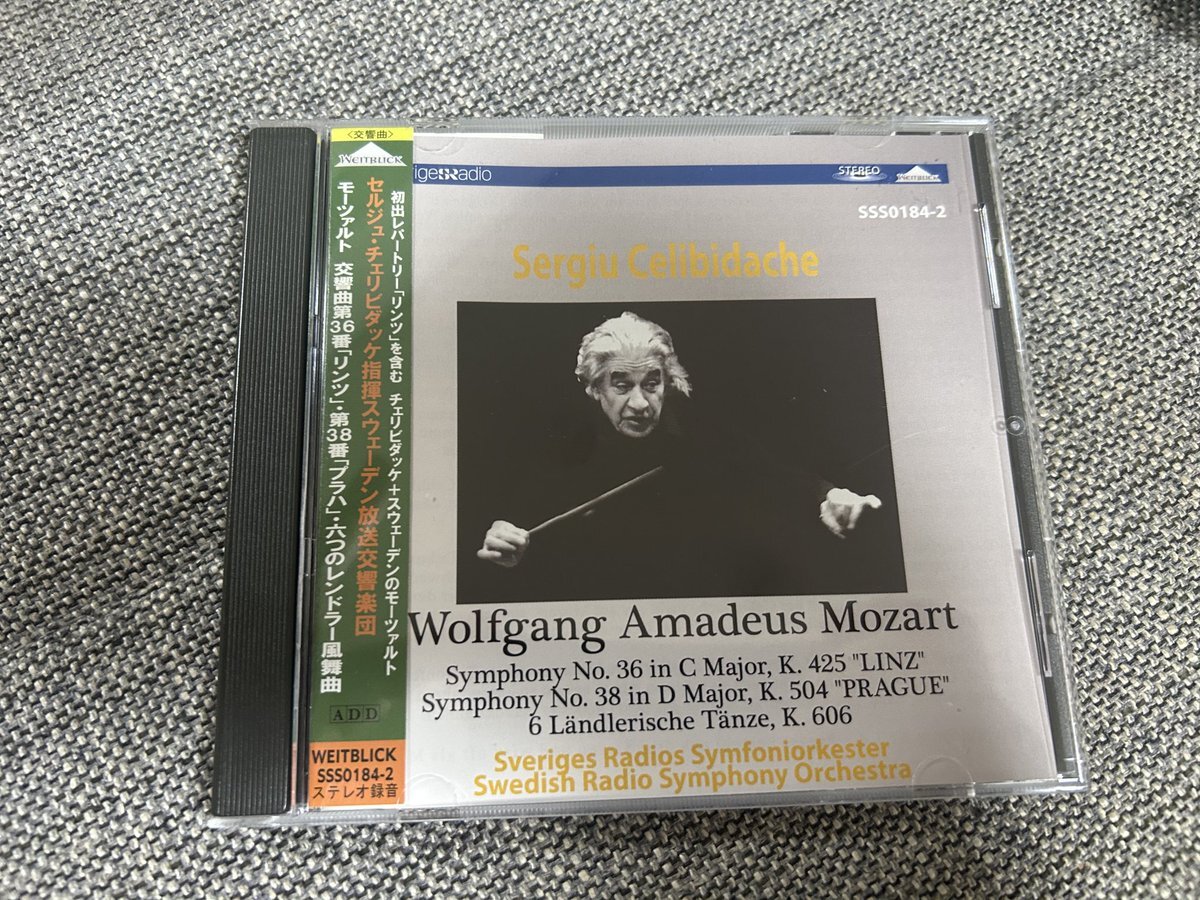 〈交響曲〉
WEITBLICK
初出レパートリー「リンツ」を含む チェリビダッケ+スウェーデンのモーツァルト
セルジュ・チェリビダッケ指揮スウェーデン放送交響楽団
モーツァルト 交響曲第36番「リンツ」・第38番「プラハ」・六つのレンドラー風舞曲
ADD
WEITBLICK
SSS0184-2
ステレオ録音
igesRadio
STEREO
WEITBLICK
SSS0184-2
Sergiu Celibidache
Wolfgang Amadeus Mozart
Symphony No. 36 in C Major, K. 425 "LINZ"
Symphony No. 38 in D Major, K. 504 "PRAGUE"
6 Ländlerische Tänze, K. 606
Sveriges Radios Symfoniorkester
Swedish Radio Symphony Orchestra